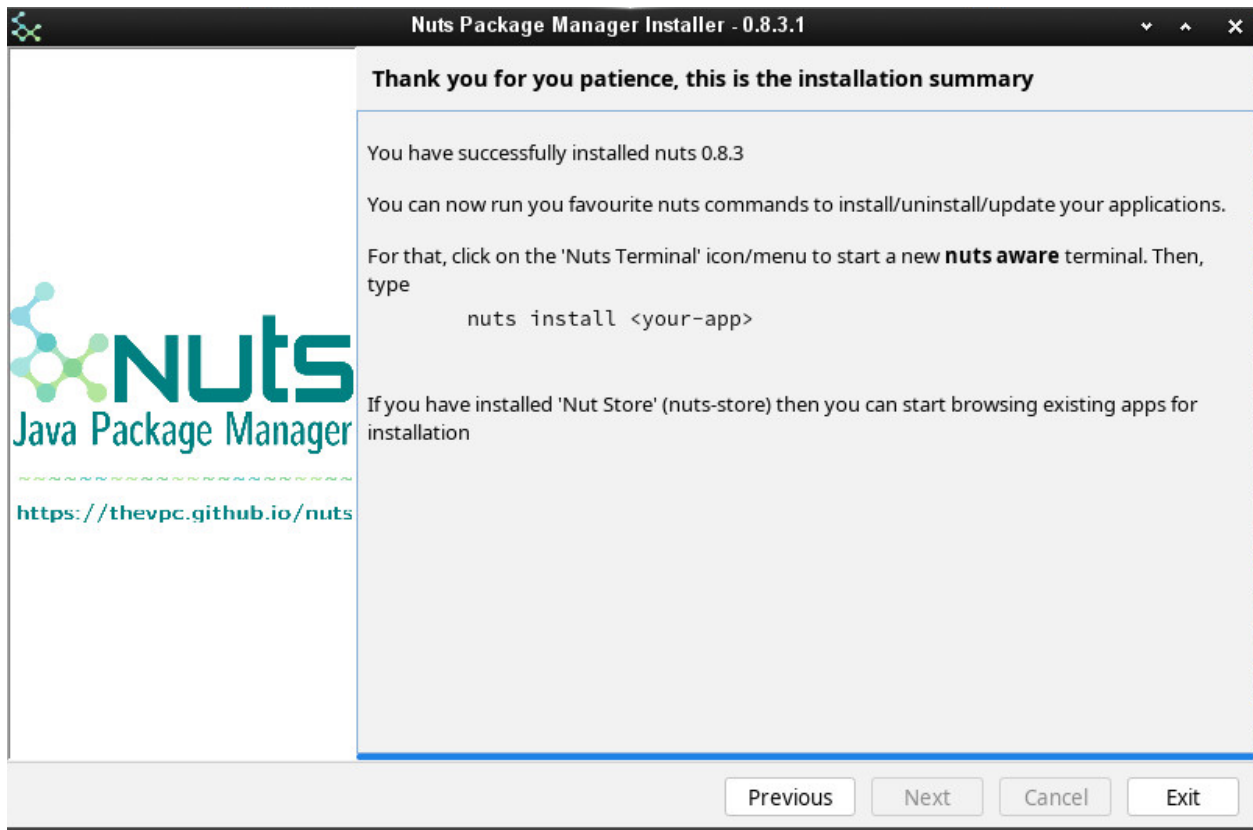 Nuts Package Manager Installer - 0.8.3.1
Thank you for you patience, this is the installation summary
You have successfully installed nuts 0.8.3
You can now run you favourite nuts commands to install/uninstall/update your applications.
For that, click on the 'Nuts Terminal' icon/menu to start a new nuts aware terminal. Then,
type
nuts install <your-app>
If you have installed 'Nut Store' (nuts-store) then you can start browsing existing apps for
installation
nuts
Java Package Manager
~~~~~~~~~~~~~~~~~~~~~
https://thevpc.github.io/nuts
Previous
Next
Cancel
Exit